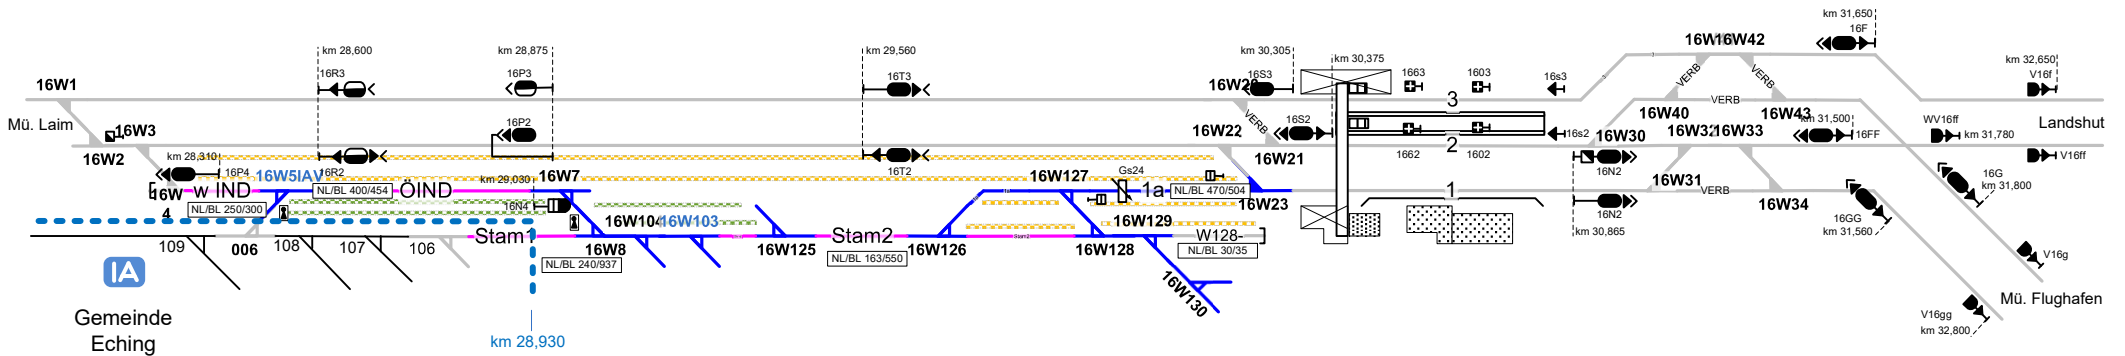 16W1
Mü. Laim
16W2
16W3
km 28,310
16P4
16W
4
w IND
NL/BL 250/300
16W5IAV
km 28,600
16R3
16R2
NL/BL 400/454
ÖIND
km 28,875
16P3
16P2
km 29,030
16N4
16W7
16W8
16W104
16W103
NL/BL 240/937
109
006
108
107
106
Stam1
IA
Gemeinde
Eching
km 28,930
km 29,560
16T3
16T2
16W125
Stam2
NL/BL 163/550
16W126
16W127
Gs24
1a
NL/BL 470/504
16W129
16W128
W128-
NL/BL 30/35
16W130
16W22
16W21
16W23
VERB
km 30,305
16S3
16S2
km 30,375
1663
1603
1662
1602
3
2
1
16s3
16s2
16N2
16N2
km 30,865
16W30
16W31
16W40
16W42
16W33
16W43
16W34
VERB
VERB
VERB
VERB
km 31,650
16F
km 31,500
16FF
16GG
km 31,560
km 32,650
V16f
WV16ff
km 31,780
V16ff
Landshut
16G
km 31,800
V16g
Mü. Flughafen
V16gg
km 32,800